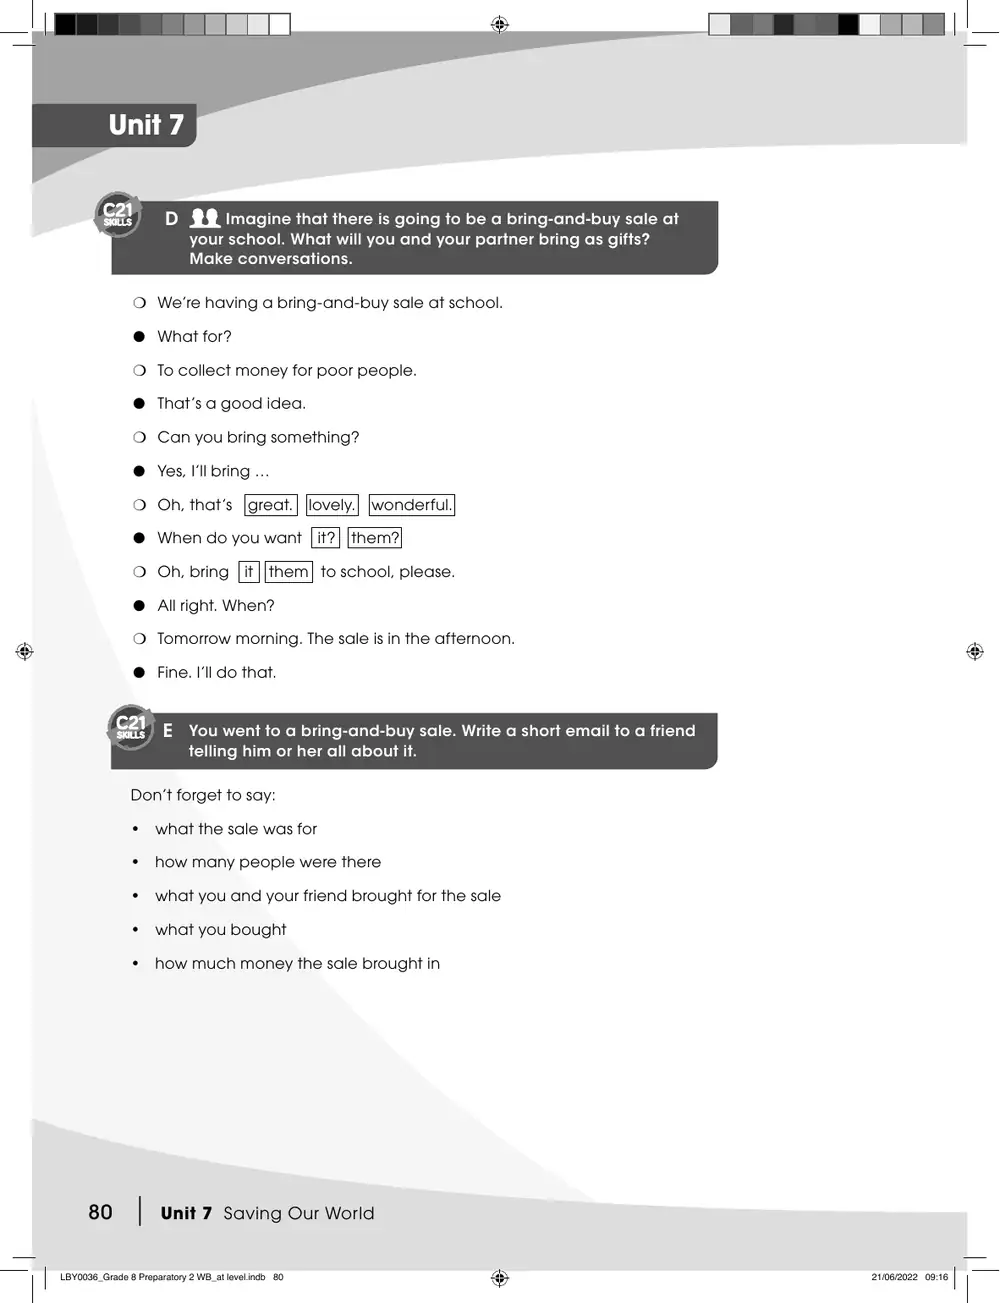 Unit 7
C21
SKILLS
D Imagine that there is going to be a bring-and-buy sale at
your school. What will you and your partner bring as gifts?
Make conversations.
❍ We're having a bring-and-buy sale at school.
● What for?
❍ To collect money for poor people.
● That's a good idea.
❍ Can you bring something?
● Yes, I'll bring …
❍ Oh, that's great. lovely. wonderful.
● When do you want it? them?
❍ Oh, bring it them to school, please.
● All right. When?
❍ Tomorrow morning. The sale is in the afternoon.
● Fine. I'll do that.
C21
SKILLS
E You went to a bring-and-buy sale. Write a short email to a friend
telling him or her all about it.
Don't forget to say:
• what the sale was for
• how many people were there
• what you and your friend brought for the sale
• what you bought
• how much money the sale brought in
80 Unit 7 Saving Our World
LBY0036_Grade 8 Preparatory 2 WB_at level.indb 80 21/06/2022 09:16